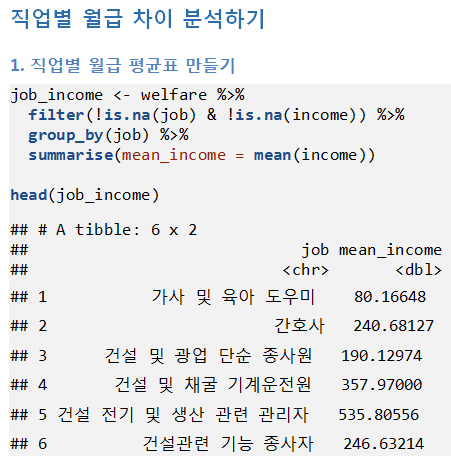 직업별 월급 차이 분석하기
1. 직업별 월급 평균표 만들기
job_income <- welfare %>%
  filter(!is.na(job) & !is.na(income)) %>%
  group_by(job) %>%
  summarise(mean_income = mean(income))
head(job_income)
## # A tibble: 6 x 2
##                             job mean_income
##                           <chr>       <dbl>
## 1            가사 및 육아 도우미    80.16648
## 2                         간호사   240.68127
## 3        건설 및 광업 단순 종사원   190.12974
## 4         건설 및 채굴 기계운전원   357.97000
## 5 건설 전기 및 생산 관련 관리자   535.80556
## 6            건설관련 기능 종사자   246.63214